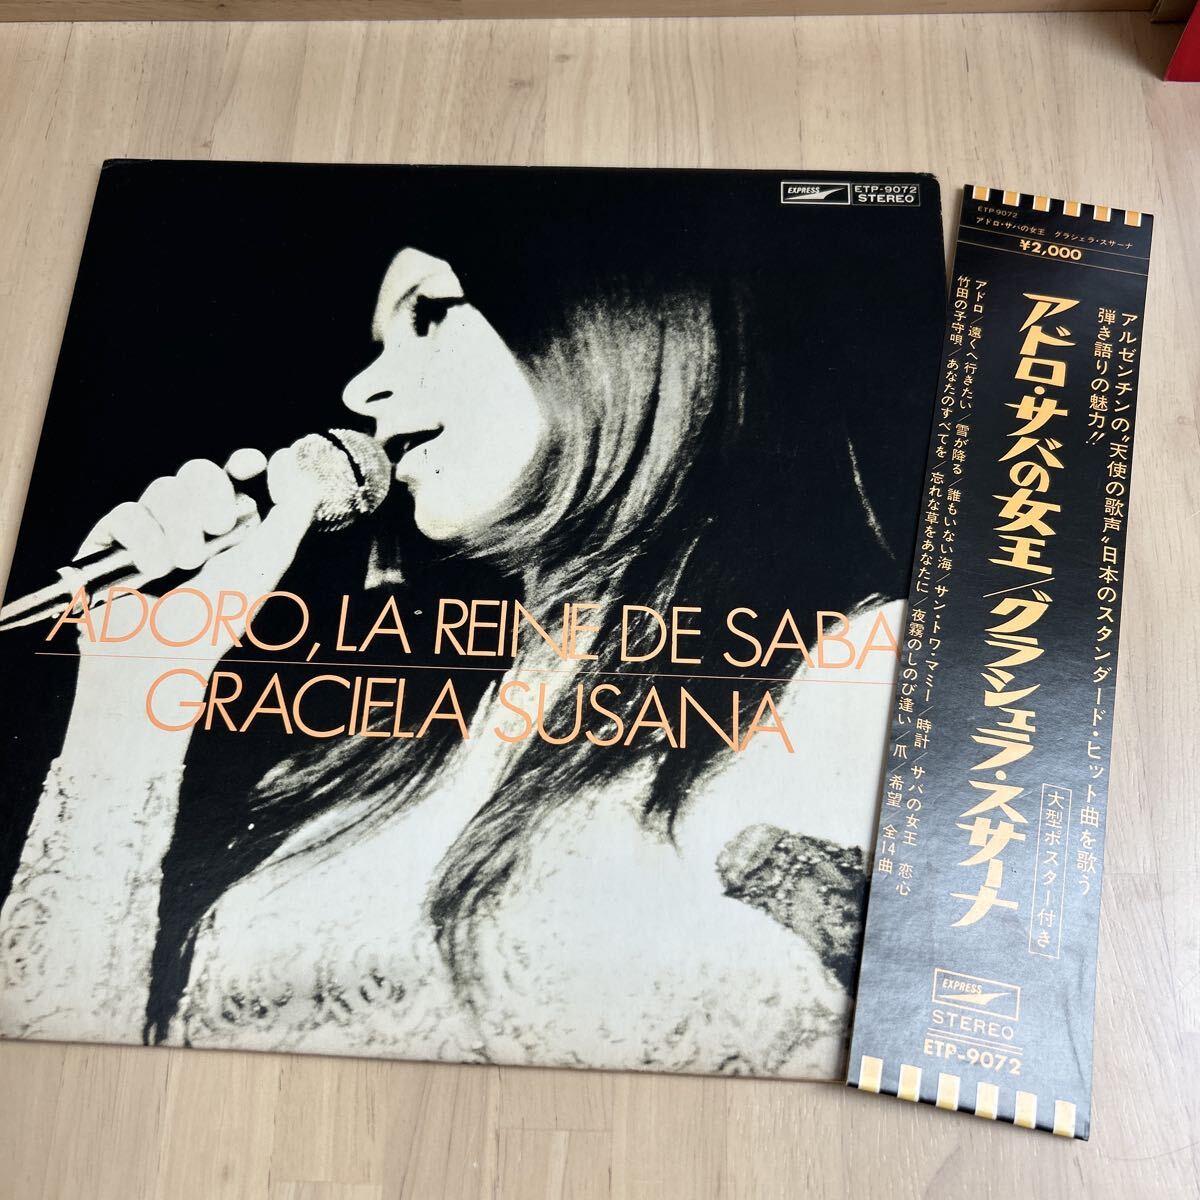 EXPRESS
ETP-9072
STEREO
ADORO, LA REINE DE SABA
GRACIELA SUSANA
ETP-9072
アドロ・サバの女王 グラシェラ・スサーナ
¥2,000
アルゼンチンの"天使の歌声"日本のスタンダード・ヒット曲を歌う
弾き語りの魅力!!
アドロ・サバの女王/グラシェラ・スサーナ
大型ポスター付き
アドロ/遠くへ行きたい/雪が降る/誰もいない海/サン・トワ・マミー/時計/サバの女王 恋心
竹田の子守唄/あなたのすべてを/忘れな草をあなたに/夜霧のしのび逢い/爪/希望 全14曲
EXPRESS
STEREO
ETP-9072